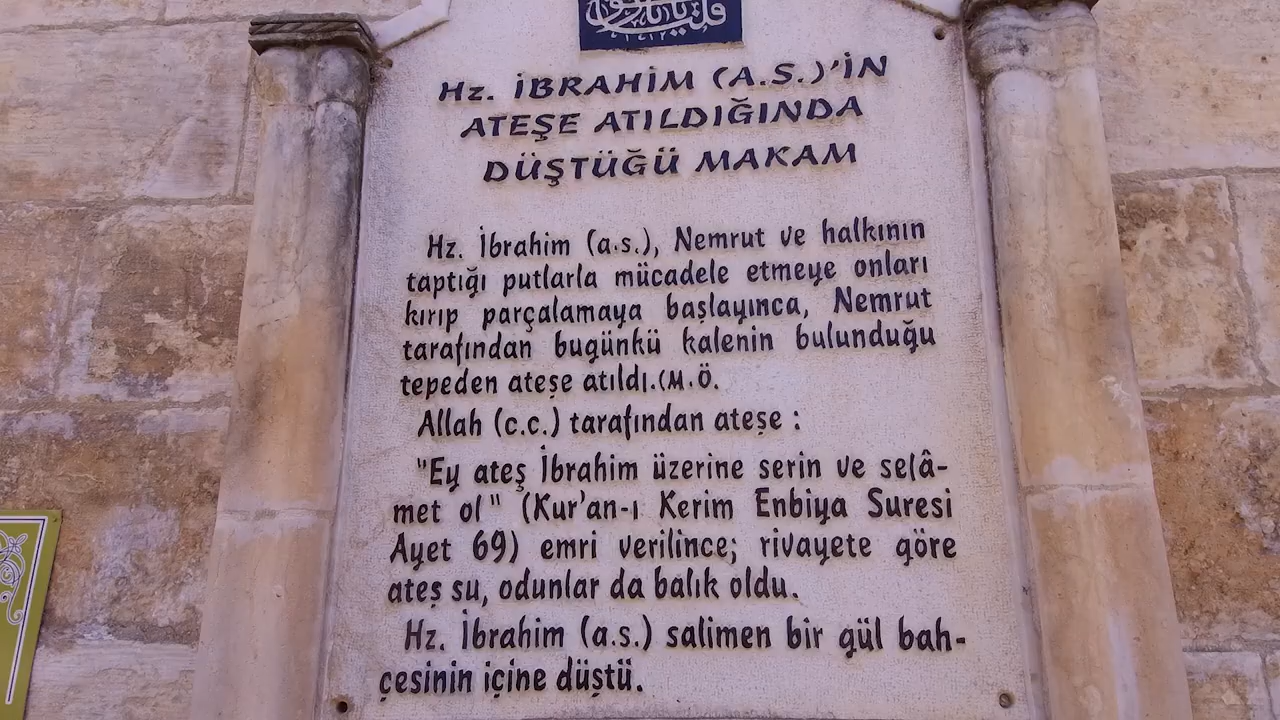 Hz. İBRAHİM (A.S.)'İN
ATEŞE ATILDIĞINDA
DÜŞTÜĞÜ MAKAM
Hz. İbrahim (a.s.), Nemrut ve halkının
taptığı putlarla mücadele etmeye onları
kırıp parçalamaya başlayınca, Nemrut
tarafından bugünkü kalenin bulunduğu
tepeden ateşe atıldı.(M.Ö.
Allah (c.c.) tarafından ateşe :
"Ey ateş İbrahim üzerine serin ve selâ-
met ol" (Kur'an-ı Kerim Enbiya Suresi
Ayet 69) emri verilince; rivayete göre
ateş su, odunlar da balık oldu.
Hz. İbrahim (a.s.) salimen bir gül bah-
çesinin içine düştü.